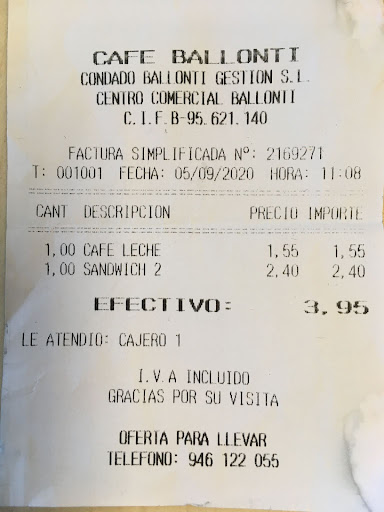 CAFE BALLONTI
CONDADO BALLONTI GESTION S.L.
CENTRO COMERCIAL BALLONTI
C.I.F.B-95.621.140
FACTURA SIMPLIFICADA Nº: 2169271
T: 001001 FECHA: 05/09/2020 HORA: 11:08
CANT DESCRIPCION PRECIO IMPORTE
1,00 CAFE LECHE 1,55 1,55
1,00 SANDWICH 2 2,40 2,40
EFECTIVO: 3,95
LE ATENDIO: CAJERO 1
I.V.A INCLUIDO
GRACIAS POR SU VISITA
OFERTA PARA LLEVAR
TELEFONO: 946 122 055